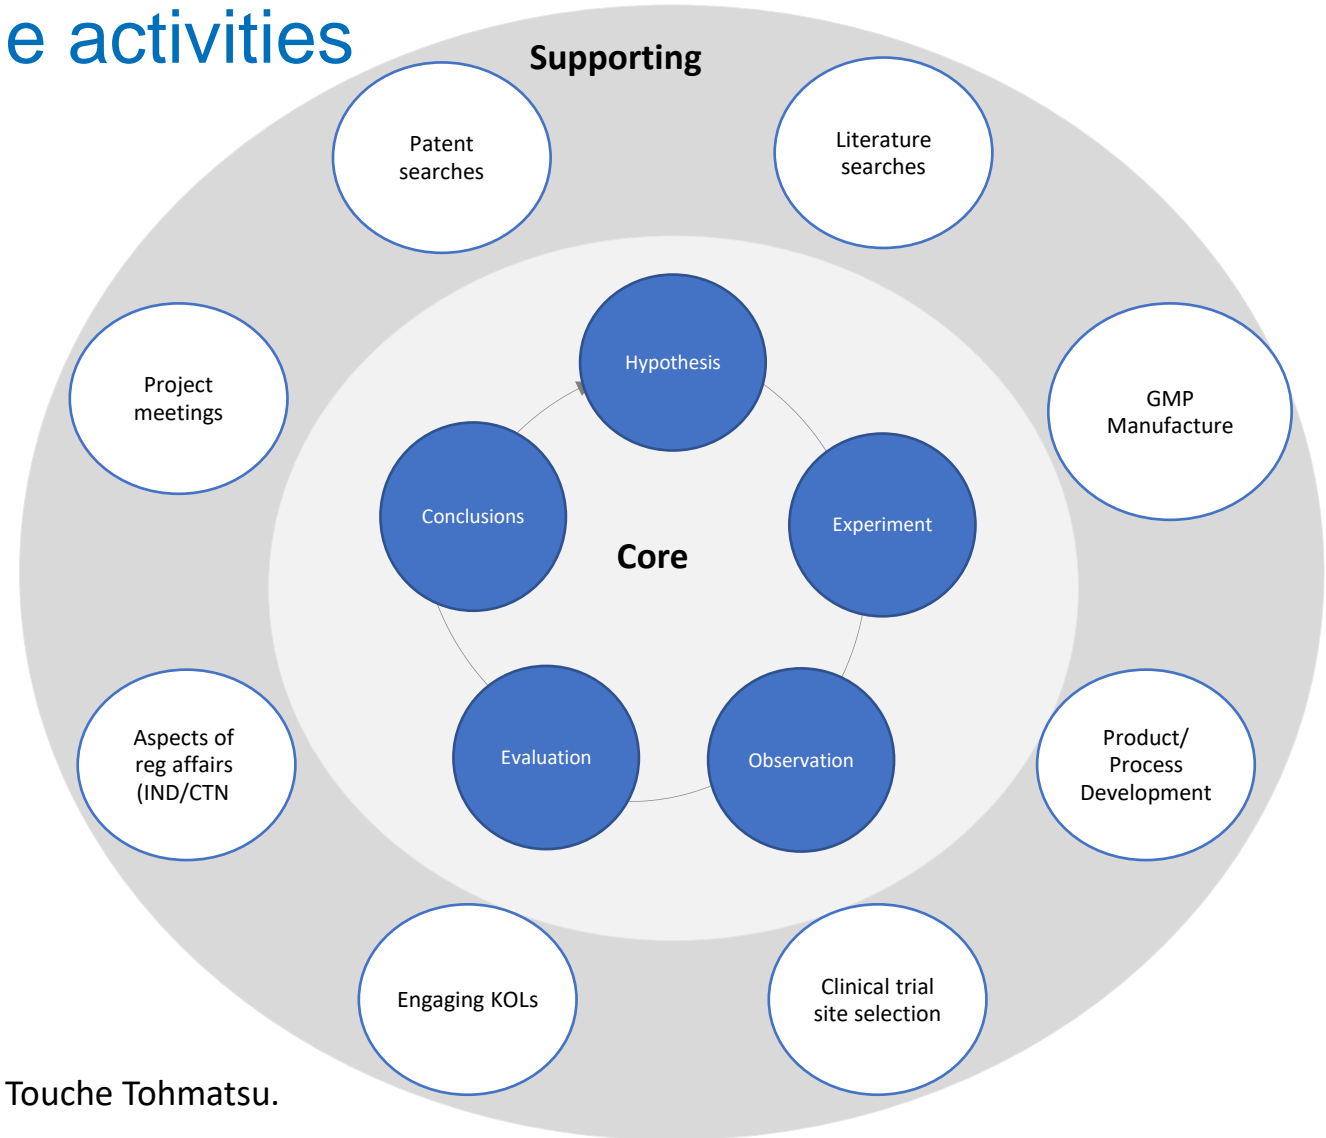 e activities
Supporting
Patent
searches
Literature
searches
Project
meetings
GMP
Manufacture
Hypothesis
Conclusions
Experiment
Core
Evaluation
Observation
Aspects of
reg affairs
(IND/CTN
Product/
Process
Development
Engaging KOLs
Clinical trial
site selection
Touche Tohmatsu.